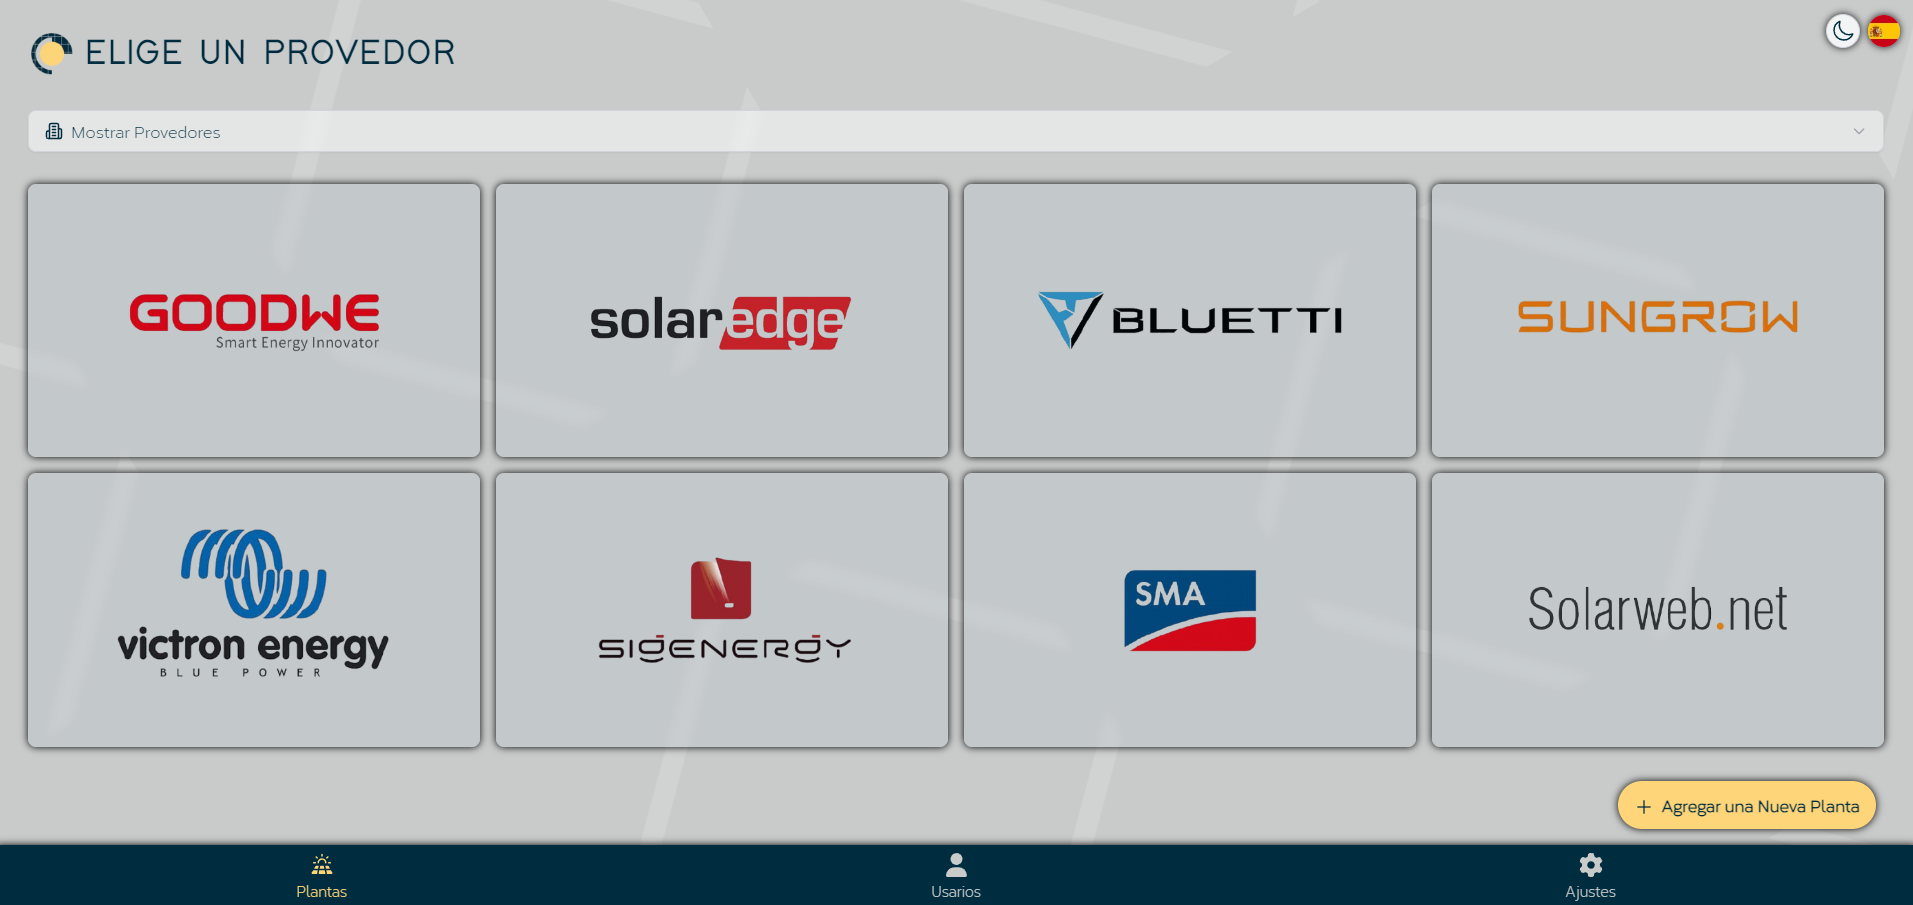 ELIGE UN PROVEDOR
Mostrar Provedores
GOODWE
Smart Energy Innovator
solaredge
BLUETTI
SUNGROW
victron energy
BLUE POWER
SIGENERGY
SMA
Solarweb.net
Agregar una Nueva Planta
Plantas
Usarios
Ajustes